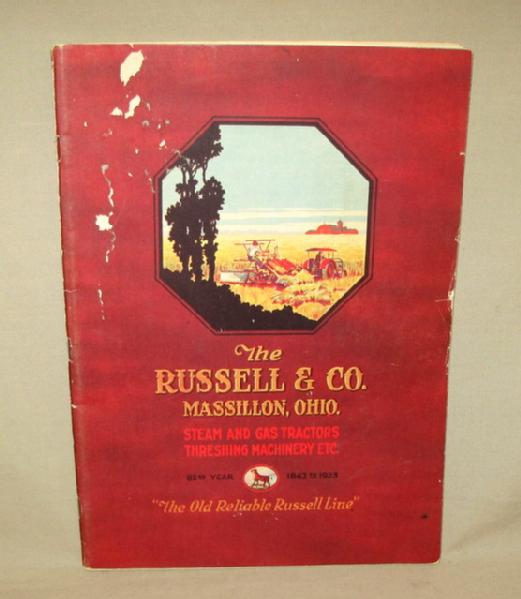 The
RUSSELL & CO.
MASSILLON, OHIO.
STEAM AND GAS TRACTORS
THRESHING MACHINERY ETC.
YEAR 1842 TO 1923
"The Old Reliable Russell Line"